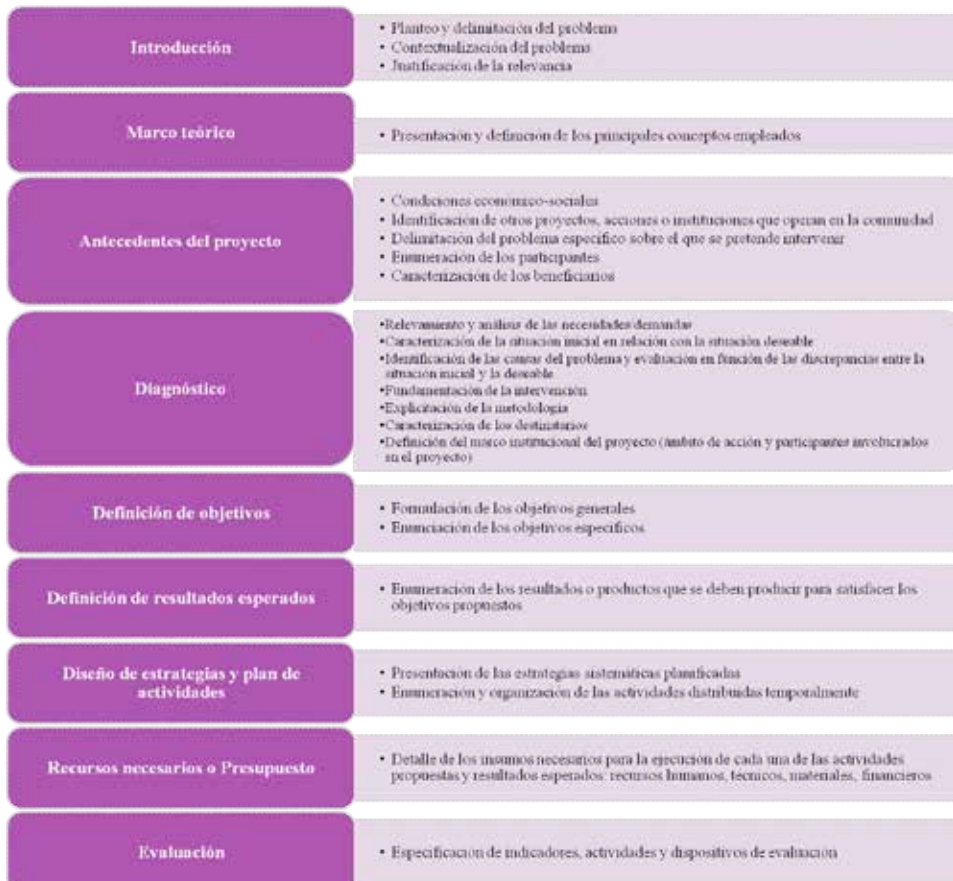 Introducción
• Planteo y delimitación del problema
• Contextualización del problema
• Justificación de la relevancia
Marco teórico
• Presentación y definición de los principales conceptos empleados
Antecedentes del proyecto
• Condiciones económico-sociales
• Identificación de otros proyectos, acciones o instituciones que operan en la comunidad
• Delimitación del problema específico sobre el que se pretende intervenir
• Enumeración de los participantes
• Caracterización de los beneficiarios
Diagnóstico
•Relevamiento y análisis de las necesidades/demandas
•Caracterización de la situación inicial en relación con la situación deseable
•Identificación de las causas del problema y evaluación en función de las discrepancias entre la
situación inicial y la deseable
•Fundamentación de la intervención
•Explicitación de la metodología
•Caracterización de los destinatarios
•Definición del marco institucional del proyecto (ámbito de acción y participantes involucrados
en el proyecto)
Definición de objetivos
• Formulación de los objetivos generales
• Enunciación de los objetivos específicos
Definición de resultados esperados
• Enumeración de los resultados o productos que se deben producir para satisfacer los
objetivos propuestos
Diseño de estrategias y plan de
actividades
• Presentación de las estrategias sistemáticas planificadas
• Enumeración y organización de las actividades distribuidas temporalmente
Recursos necesarios o Presupuesto
• Detalle de los insumos necesarios para la ejecución de cada una de las actividades
propuestas y resultados esperados: recursos humanos, técnicos, materiales, financieros
Evaluación
• Especificación de indicadores, actividades y dispositivos de evaluación